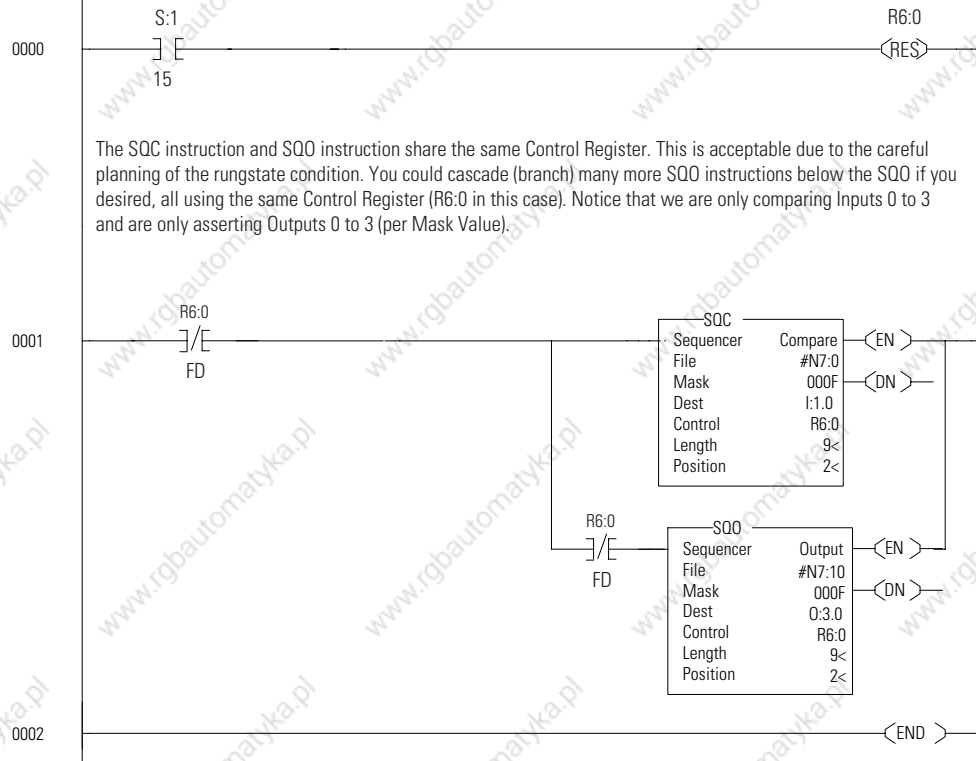 S:1
R6:0
0000
RES
15
The SQC instruction and SQO instruction share the same Control Register. This is acceptable due to the careful
planning of the rungstate condition. You could cascade (branch) many more SQO instructions below the SQO if you
desired, all using the same Control Register (R6:0 in this case). Notice that we are only comparing Inputs 0 to 3
and are only asserting Outputs 0 to 3 (per Mask Value).
R6:0
0001
FD
SQC
Sequencer Compare
File #N7:0
Mask 000F
Dest I:1.0
Control R6:0
Length 9<
Position 2<
EN
DN
R6:0
FD
SQO
Sequencer Output
File #N7:10
Mask 000F
Dest O:3.0
Control R6:0
Length 9<
Position 2<
EN
DN
0002
END
www.rgbautomatyka.pl